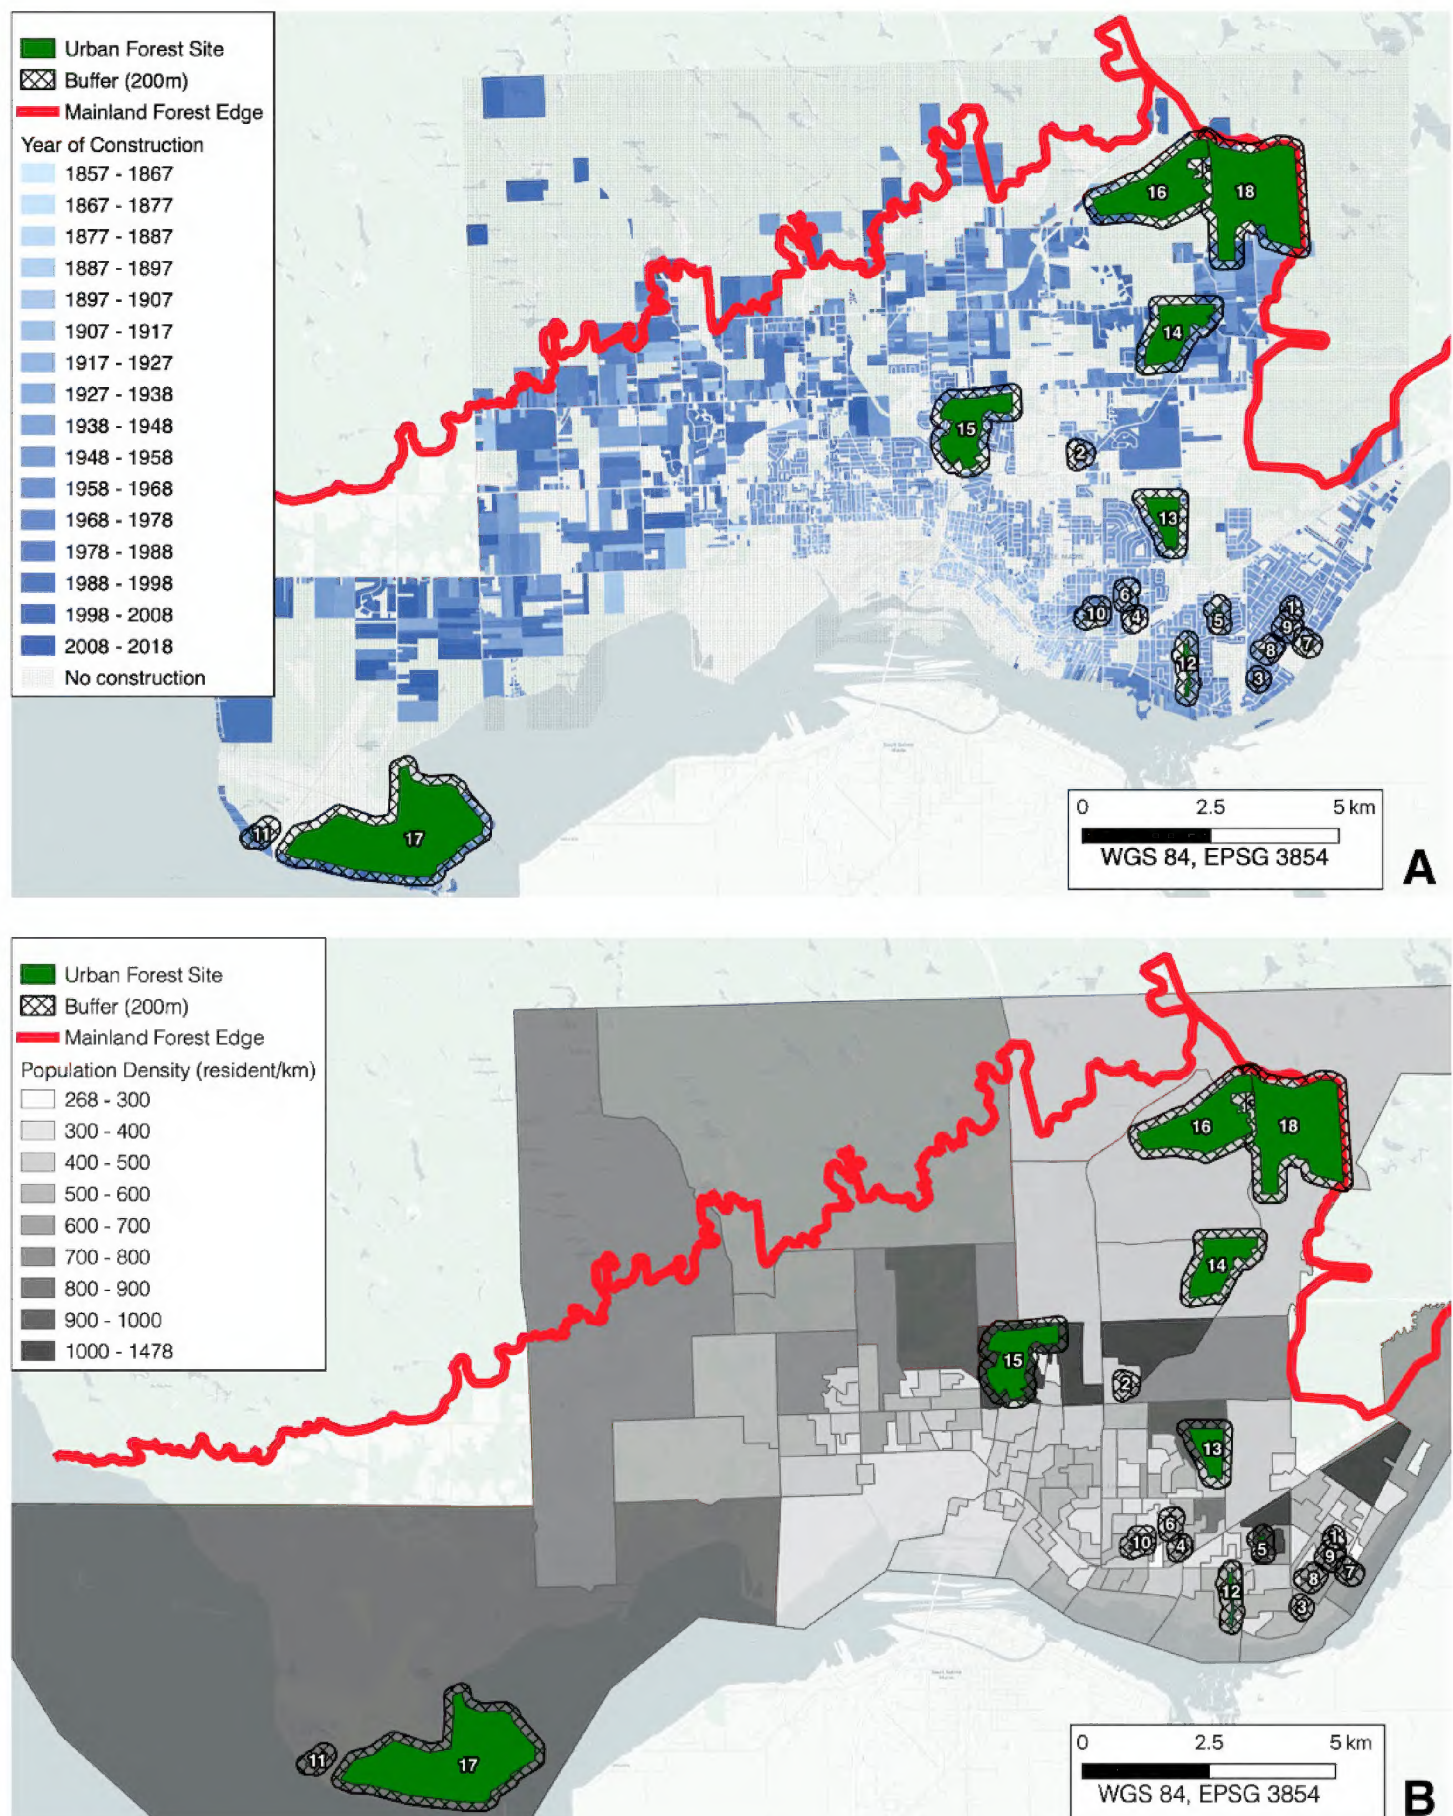 Urban Forest Site
Buffer (200m)
Mainland Forest Edge
Year of Construction
1857 - 1867
1867 - 1877
1877 - 1887
1887 - 1897
1897 - 1907
1907 - 1917
1917 - 1927
1927 - 1938
1938 - 1948
1948 - 1958
1958 - 1968
1968 - 1978
1978 - 1988
1988 - 1998
1998 - 2008
2008 - 2018
No construction
16
18
14
15
2
13
6
10
4
5
1
9
7
8
12
3
11
17
0 2.5 5 km
WGS 84, EPSG 3854
A
Urban Forest Site
Buffer (200m)
Mainland Forest Edge
Population Density (resident/km)
268 - 300
300 - 400
400 - 500
500 - 600
600 - 700
700 - 800
800 - 900
900 - 1000
1000 - 1478
16
18
14
15
2
13
6
10
4
5
1
9
7
8
12
3
11
17
0 2.5 5 km
WGS 84, EPSG 3854
B